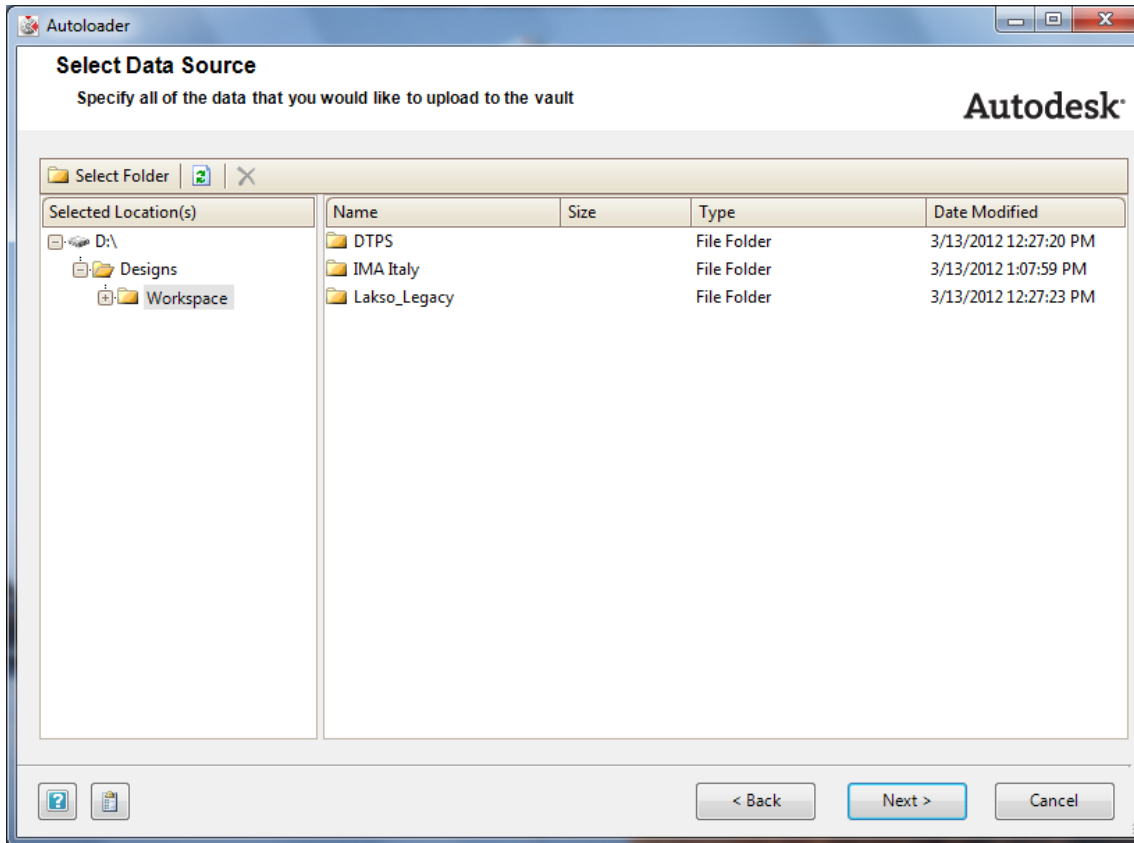 Autoloader
Select Data Source
Specify all of the data that you would like to upload to the vault
Autodesk
Select Folder
Selected Location(s) Name Size Type Date Modified
D:\ DTPS File Folder 3/13/2012 12:27:20 PM
Designs IMA Italy File Folder 3/13/2012 1:07:59 PM
Workspace Lakso_Legacy File Folder 3/13/2012 12:27:23 PM
< Back Next > Cancel